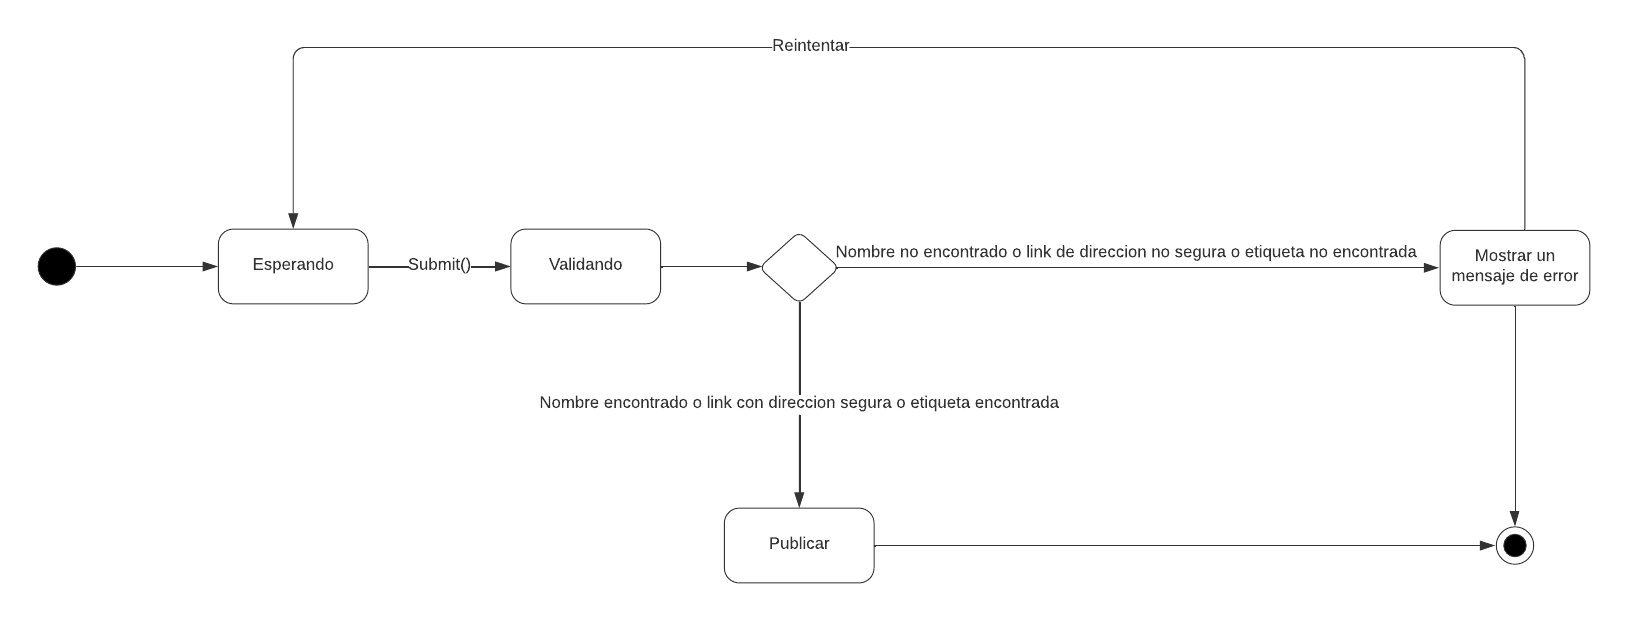 Reintentar
Esperando
Submit()
Validando
Nombre no encontrado o link de direccion no segura o etiqueta no encontrada
Mostrar un
mensaje de error
Nombre encontrado o link con direccion segura o etiqueta encontrada
Publicar